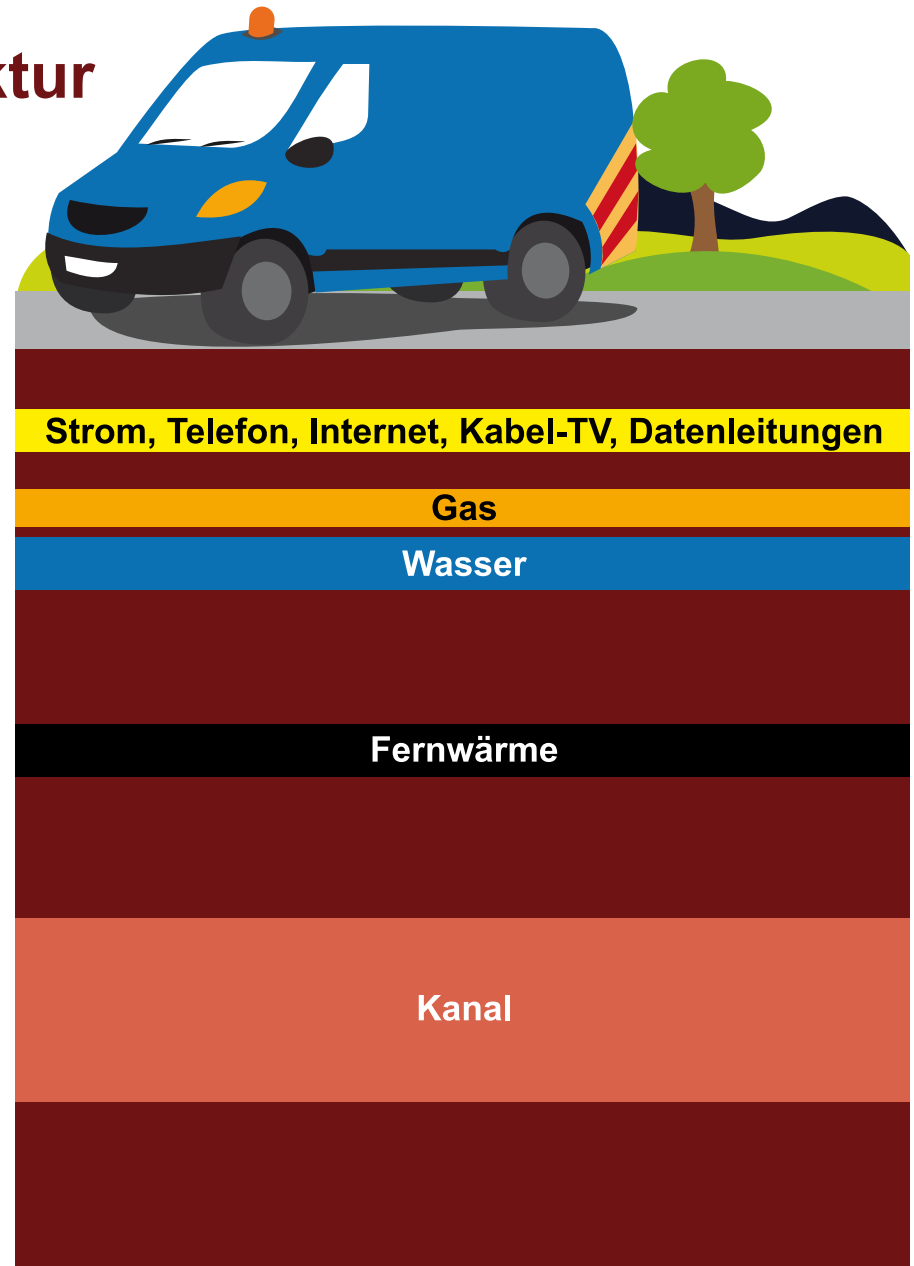 ktur
Strom, Telefon, Internet, Kabel-TV, Datenleitungen
Gas
Wasser
Fernwärme
Kanal